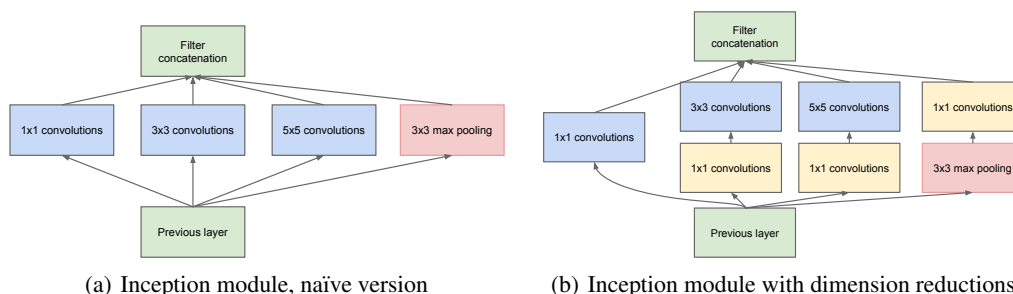 Filter
concatenation
1x1 convolutions
3x3 convolutions
5x5 convolutions
3x3 max pooling
Previous layer
(a) Inception module, naïve version
Filter
concatenation
3x3 convolutions
5x5 convolutions
1x1 convolutions
1x1 convolutions
1x1 convolutions
1x1 convolutions
3x3 max pooling
Previous layer
(b) Inception module with dimension reductions